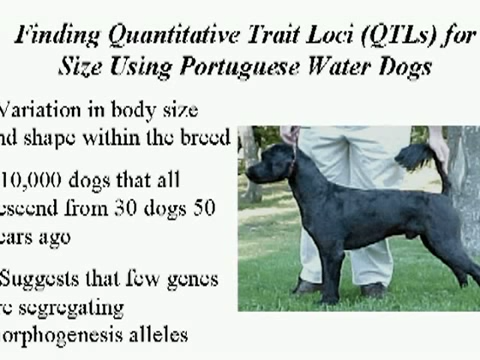 Finding Quantitative Trait Loci (QTLs) for
Size Using Portuguese Water Dogs
Variation in body size
nd shape within the breed
10,000 dogs that all
escend from 30 dogs 50
ears ago
Suggests that few genes
re segregating
orphogenesis alleles